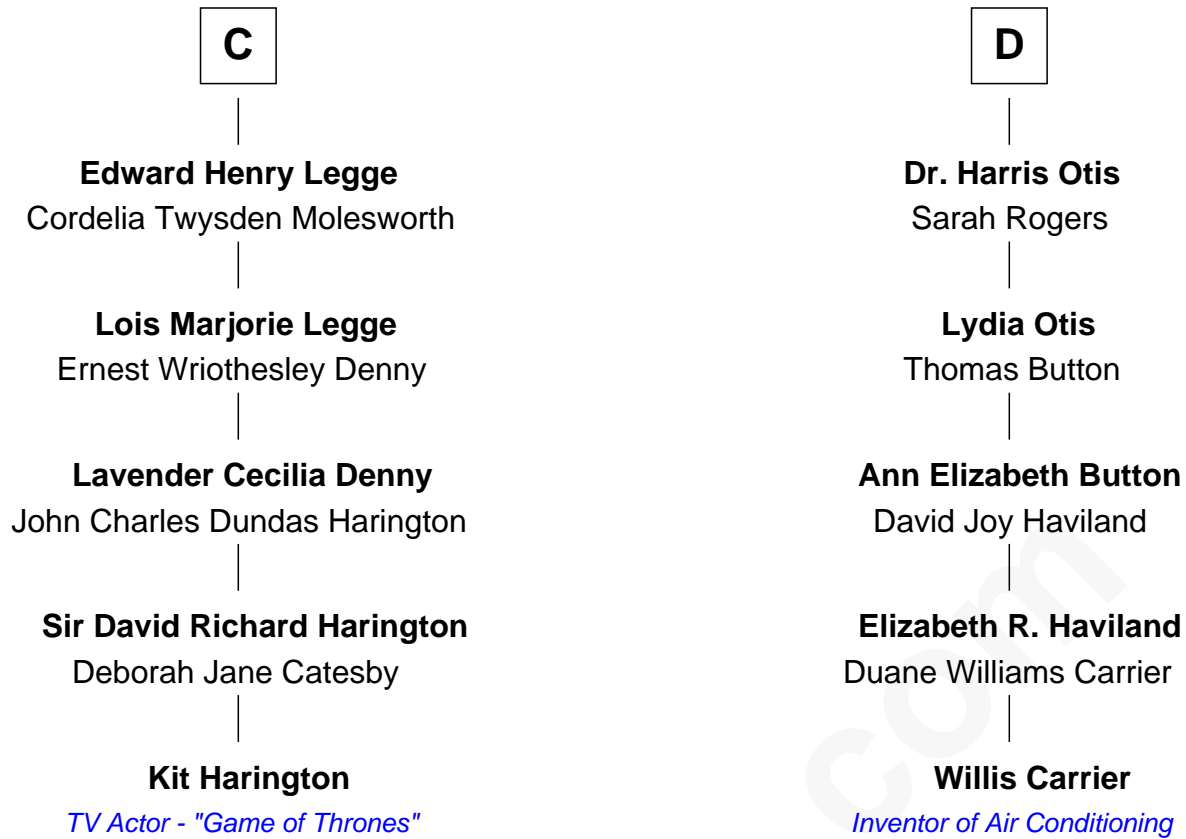 C
Edward Henry Legge
Cordelia Twysden Molesworth
Lois Marjorie Legge
Ernest Wriothesley Denny
Lavender Cecilia Denny
John Charles Dundas Harington
Sir David Richard Harington
Deborah Jane Catesby
Kit Harington
TV Actor - "Game of Thrones"
D
Dr. Harris Otis
Sarah Rogers
Lydia Otis
Thomas Button
Ann Elizabeth Button
David Joy Haviland
Elizabeth R. Haviland
Duane Williams Carrier
Willis Carrier
Inventor of Air Conditioning
com